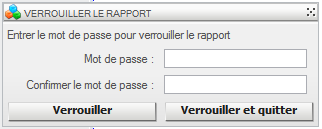 VERROUILLER LE RAPPORT
Entrer le mot de passe pour verrouiller le rapport
Mot de passe :
Confirmer le mot de passe :
Verrouiller Verrouiller et quitter